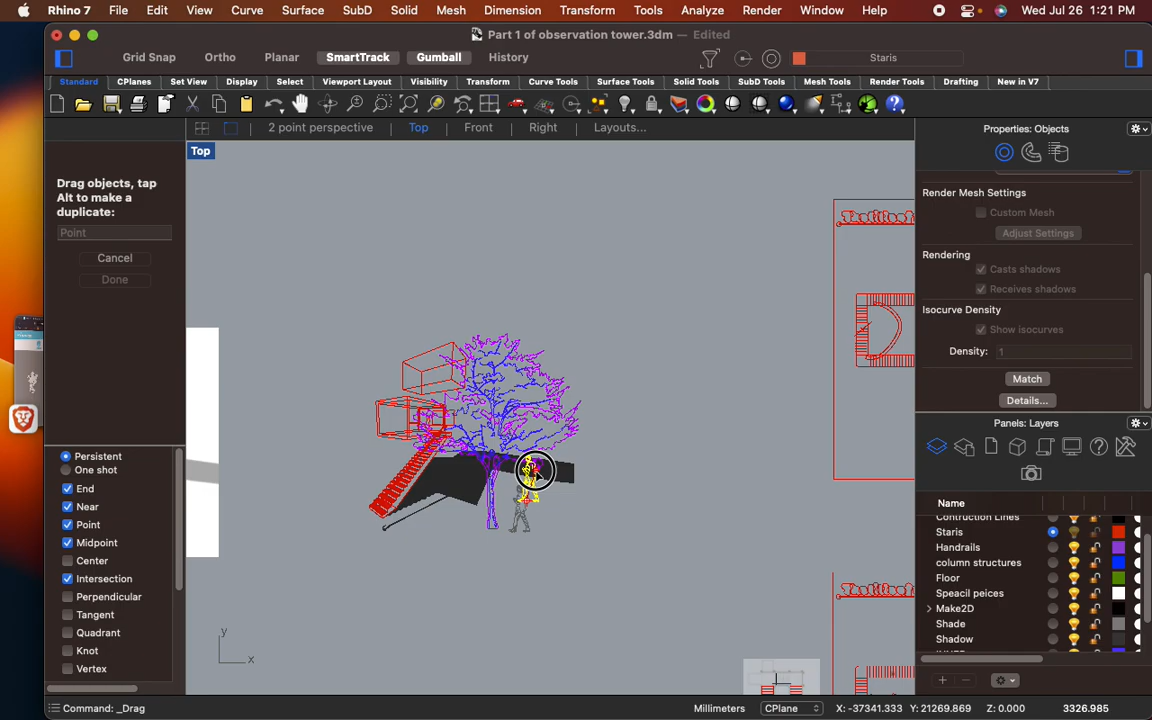 Rhino 7 File Edit View Curve Surface SubD Solid Mesh Dimension Transform Tools Analyze Render Window Help Wed Jul 26 1:21 PM
Part 1 of observation tower.3dm — Edited
Grid Snap Ortho Planar SmartTrack Gumball History Staris
Standard CPlanes Set View Display Select Viewport Layout Visibility Transform Curve Tools Surface Tools Solid Tools SubD Tools Mesh Tools Render Tools Drafting New in V7
2 point perspective Top Front Right Layouts...
Top
Drag objects, tap
Alt to make a
duplicate:
Point
Cancel
Done
Persistent
One shot
End
Near
Point
Midpoint
Center
Intersection
Perpendicular
Tangent
Quadrant
Knot
Vertex
y
x
Properties: Objects
Render Mesh Settings
Custom Mesh
Adjust Settings
Rendering
Casts shadows
Receives shadows
Isocurve Density
Show isocurves
Density: 1
Match
Details...
Panels: Layers
Name
Contruction Lines
Staris
Handrails
column structures
Floor
Speacil peices
Make2D
Shade
Shadow
Command: _Drag
Millimeters CPlane X: -37341.333 Y: 21269.869 Z: 0.000 3326.985